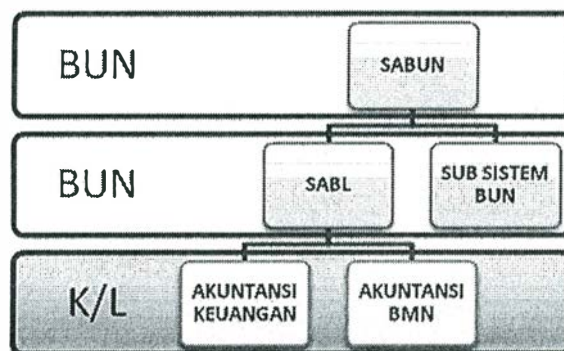 BUN
SABUN
BUN
SABL
SUB SISTEM
BUN
K/L
AKUNTANSI
KEUANGAN
AKUNTANSI
BMN